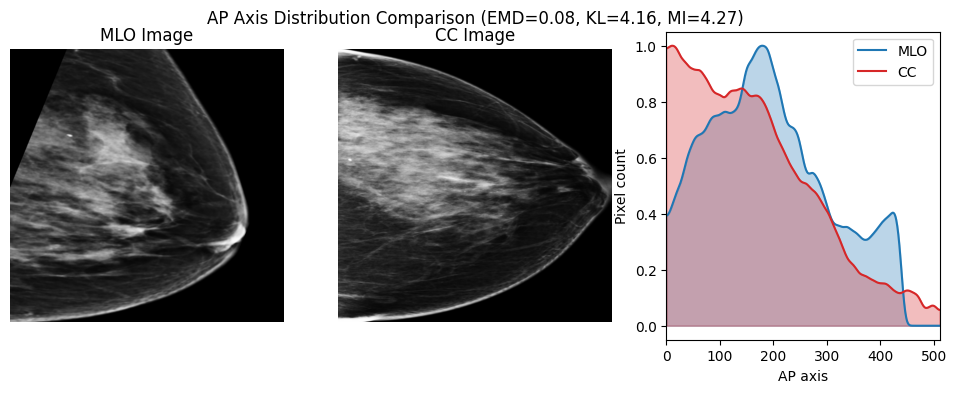 AP Axis Distribution Comparison (EMD=0.08, KL=4.16, MI=4.27)
MLO Image
CC Image
MLO
CC
Pixel count
1.0
0.8
0.6
0.4
0.2
0.0
0 100 200 300 400 500
AP axis